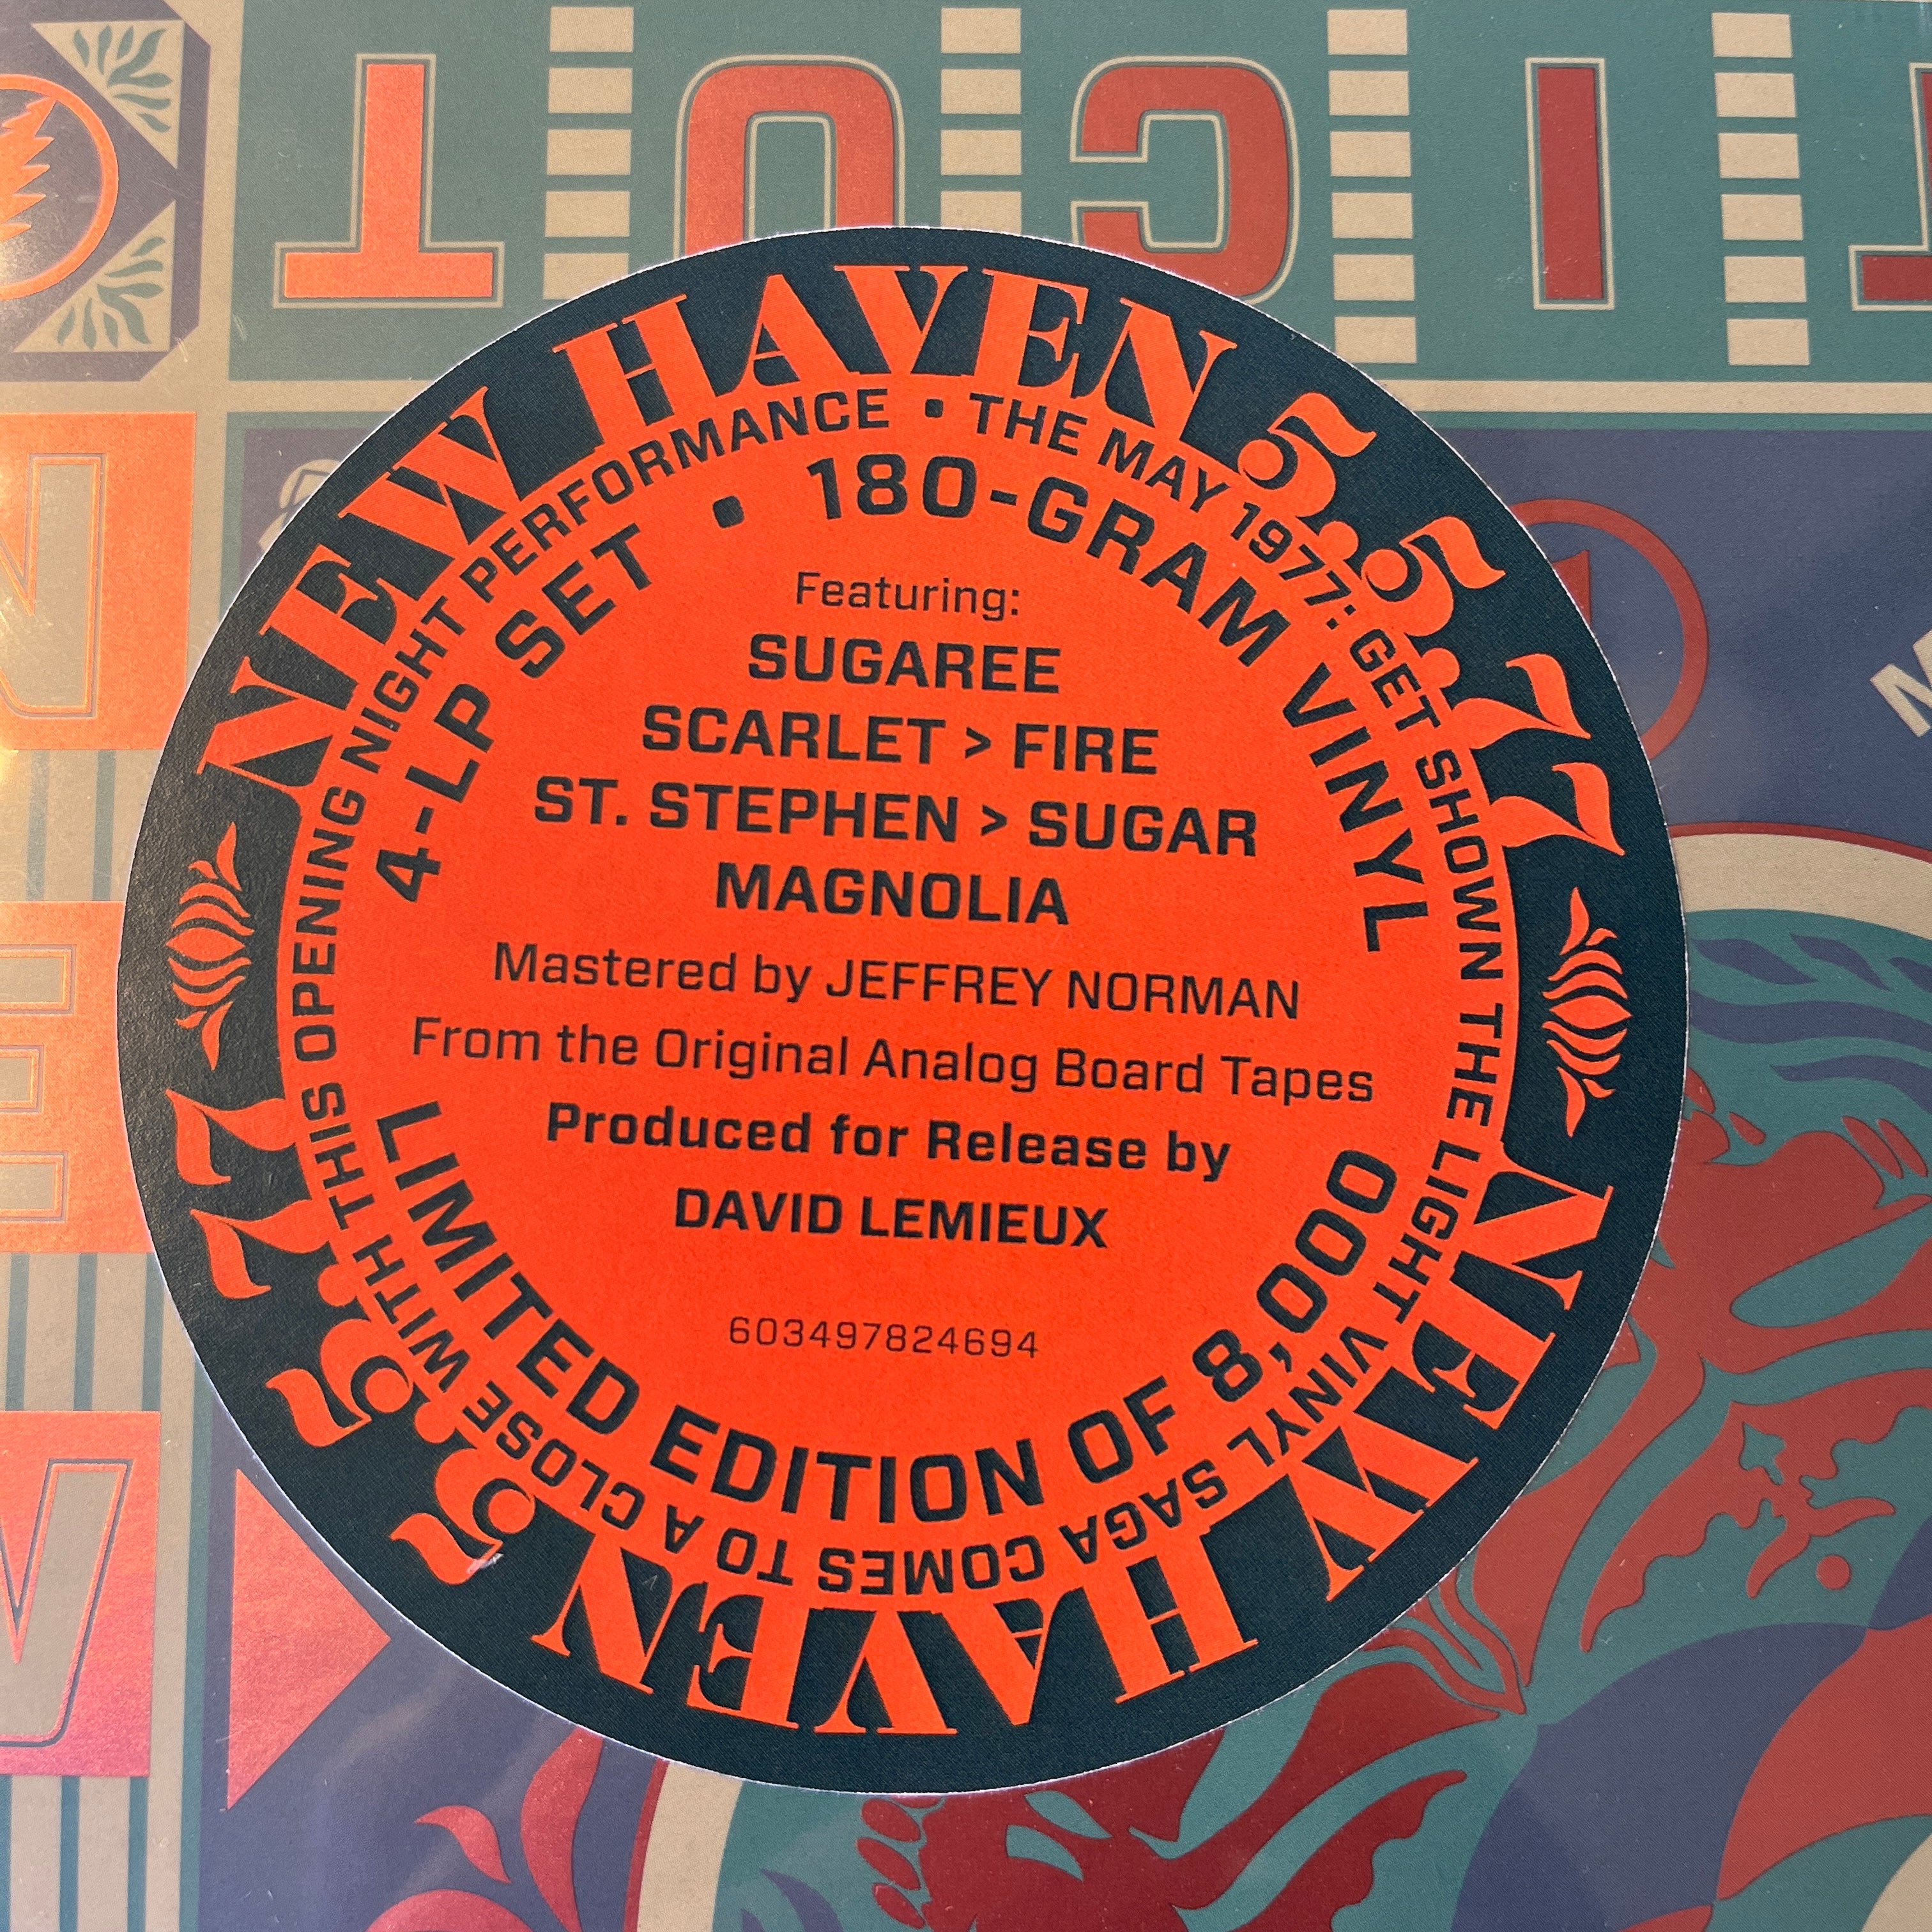 NEW HAVEN 5.5.77
NEW HAVEN 5.5.77
THE MAY 1977: GET SHOWN THE LIGHT VINYL SAGA COMES TO A CLOSE WITH THIS OPENING NIGHT PERFORMANCE •
4-LP SET • 180-GRAM VINYL
Featuring:
SUGAREE
SCARLET > FIRE
ST. STEPHEN > SUGAR
MAGNOLIA
Mastered by JEFFREY NORMAN
From the Original Analog Board Tapes
Produced for Release by
DAVID LEMIEUX
603497824694
LIMITED EDITION OF 8,000
TICUT
NEW